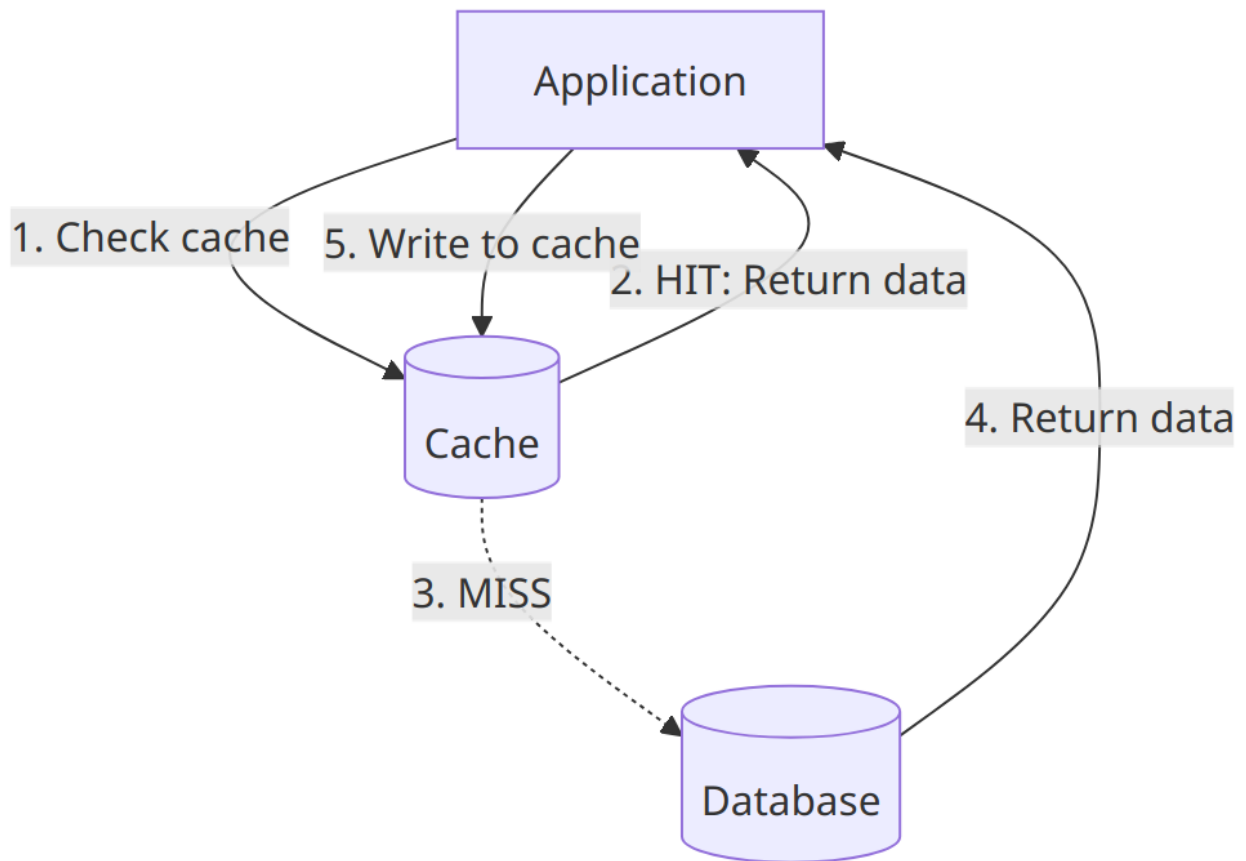 Application
1. Check cache
5. Write to cache
2. HIT: Return data
4. Return data
Cache
3. MISS
Database